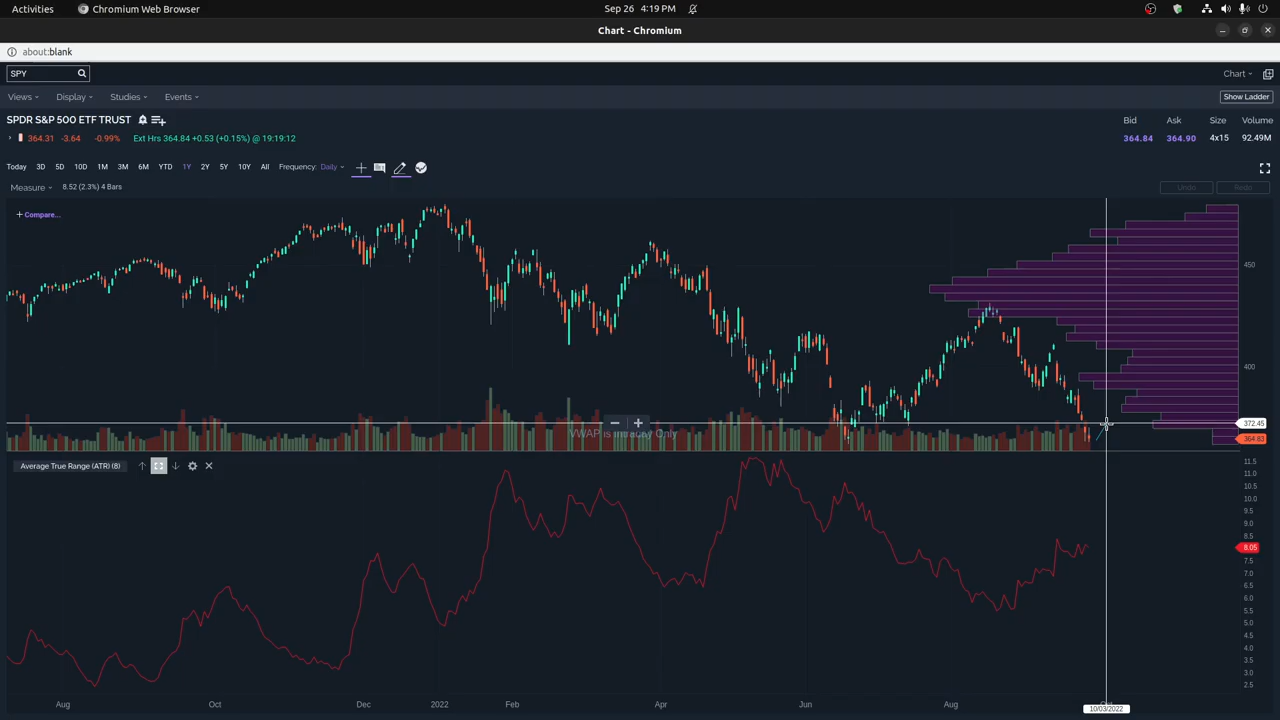 Activities Chromium Web Browser Sep 26 4:19 PM
Chart - Chromium
about:blank
SPY Chart
Views Display Studies Events Show Ladder
SPDR S&P 500 ETF TRUST Bid Ask Size Volume
364.31 -3.64 -0.99% Ext Hrs 364.84 +0.53 (+0.15%) @ 19:19:12 364.84 364.90 4x15 92.49M
Today 3D 5D 10D 1M 3M 6M YTD 1Y 2Y 5Y 10Y All Frequency: Daily
Measure 8.52 (2.3%) 4 Bars Undo Redo
+ Compare...
450
400
372.45
VWAP is Intraday Only
364.83
Average True Range (ATR) (8)
11.5
11.0
10.5
10.0
9.5
9.0
8.5
8.05
7.5
7.0
6.5
6.0
5.5
5.0
4.5
4.0
3.5
3.0
2.5
Aug Oct Dec 2022 Feb Apr Jun Aug
10/03/2022